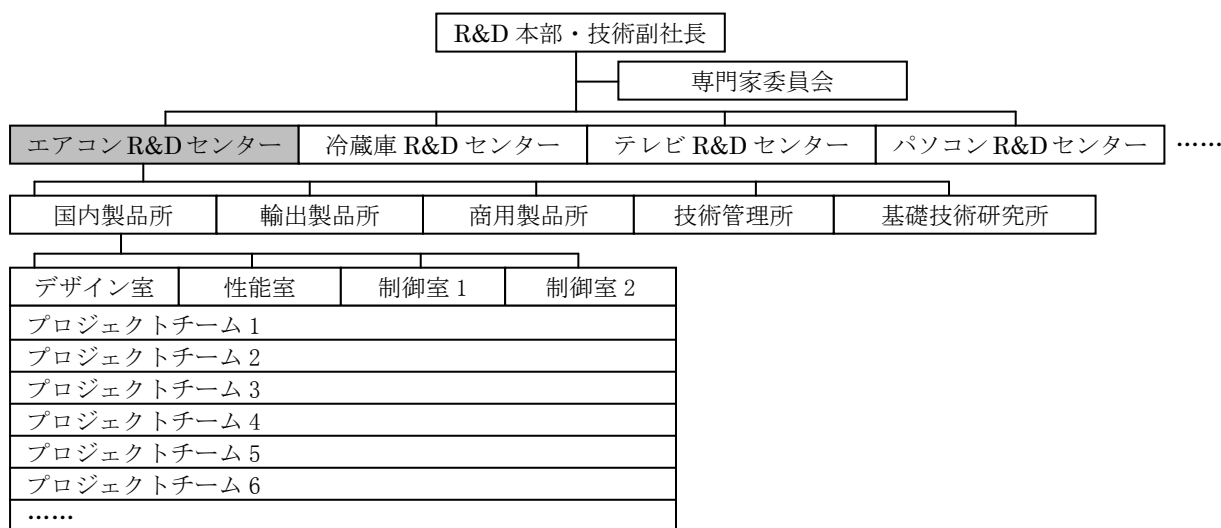 R&D 本部・技術副社長
専門家委員会
エアコン R&D センター 冷蔵庫 R&D センター テレビ R&D センター パソコン R&D センター ……
国内製品所 輸出製品所 商用製品所 技術管理所 基礎技術研究所
デザイン室 性能室 制御室 1 制御室 2
プロジェクトチーム 1
プロジェクトチーム 2
プロジェクトチーム 3
プロジェクトチーム 4
プロジェクトチーム 5
プロジェクトチーム 6
……